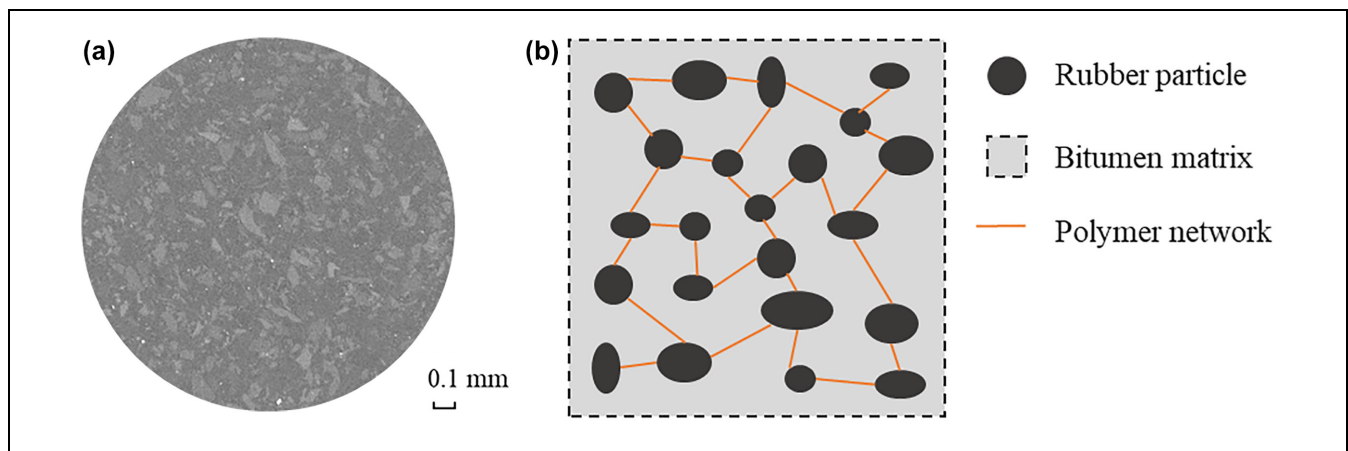 (a)
0.1 mm
(b)
Rubber particle
Bitumen matrix
Polymer network